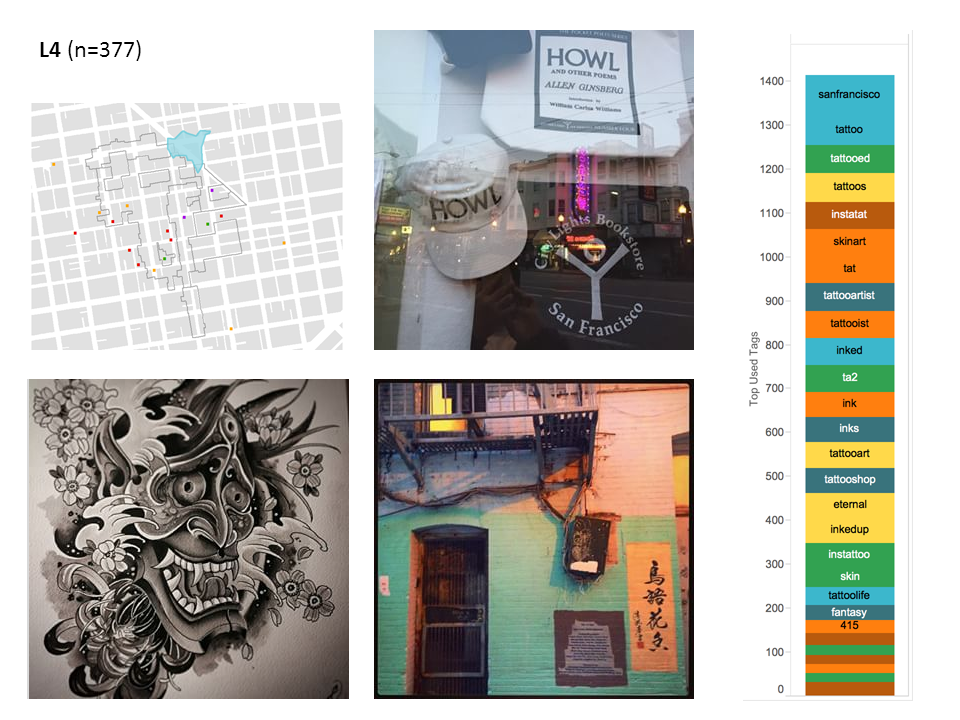 L4 (n=377)
THE POCKET POETS SERIES
HOWL
AND OTHER POEMS
ALLEN GINSBERG
Introduction by
William Carlos Williams
NUMBER FOUR
HOWL
City Lights Bookstore
San Francisco
鳥語花香
Top Used Tags
1400
1300
1200
1100
1000
900
800
700
600
500
400
300
200
100
0
sanfrancisco
tattoo
tattooed
tattoos
instatat
skinart
tat
tattooartist
tattooist
inked
ta2
ink
inks
tattooart
tattooshop
eternal
inkedup
instattoo
skin
tattoolife
fantasy
415